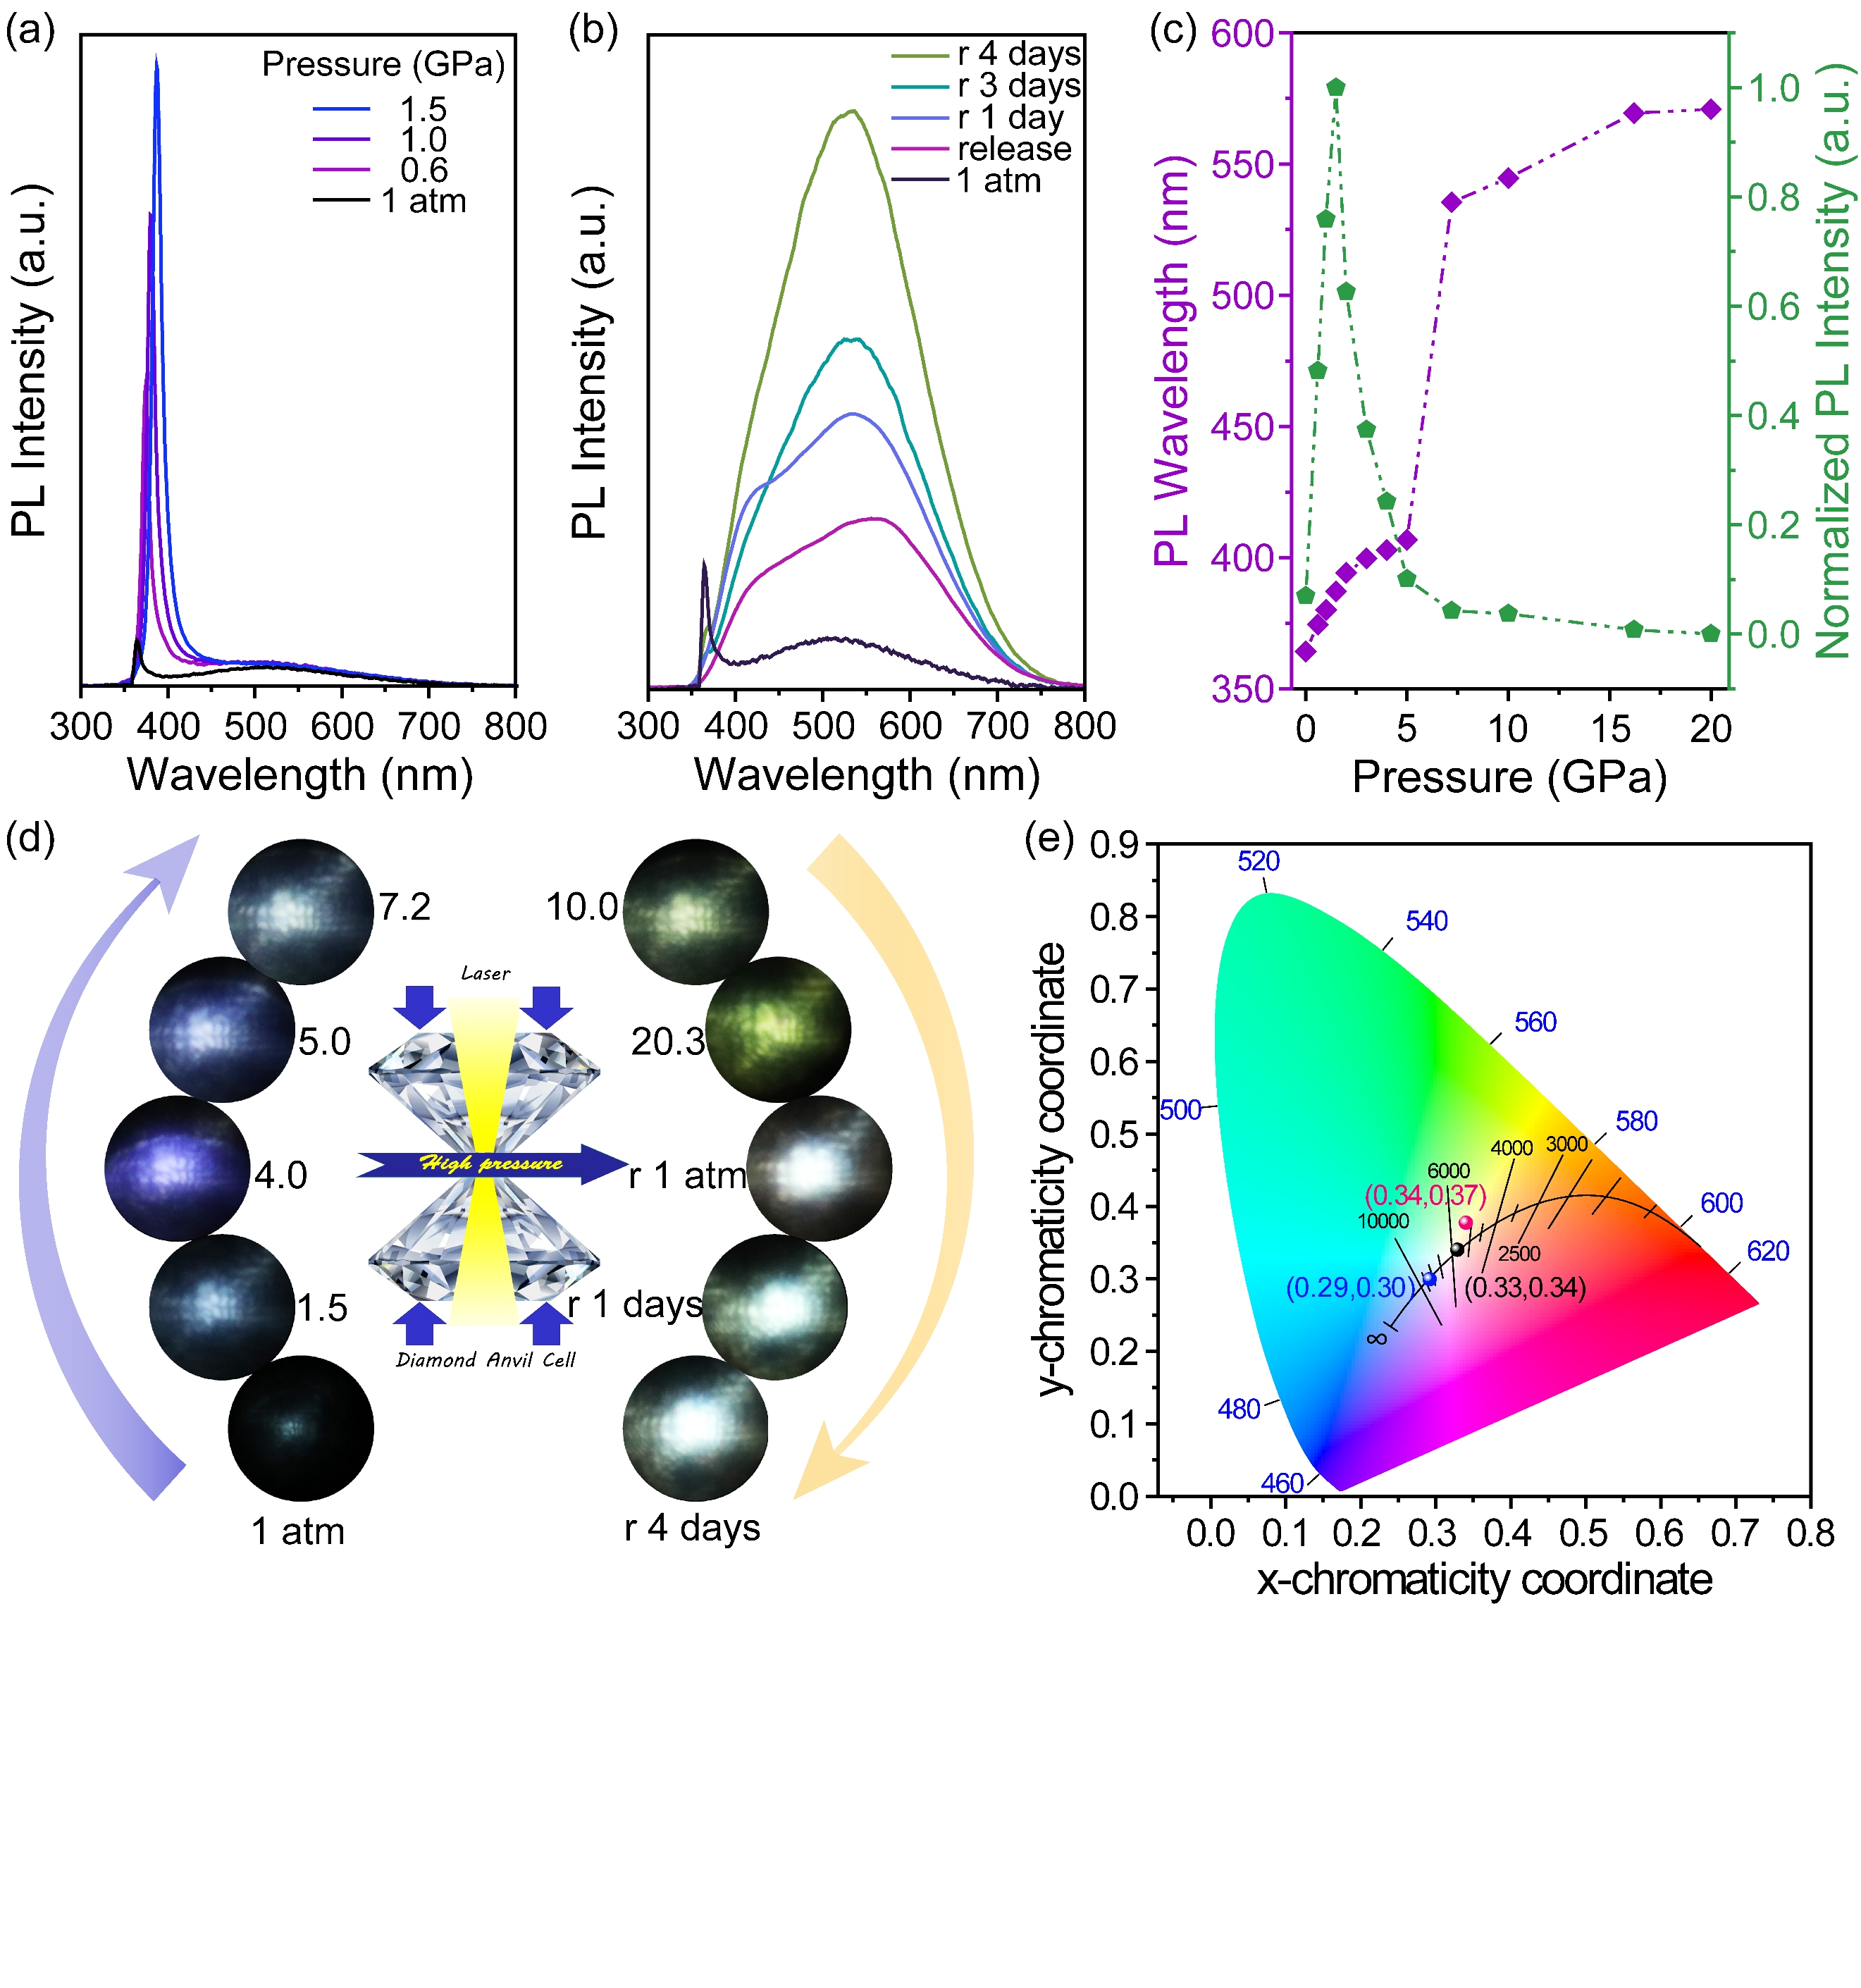 (a)
Pressure (GPa)
1.5
1.0
0.6
1 atm
PL Intensity (a.u.)
300 400 500 600 700 800
Wavelength (nm)
(b)
r 4 days
r 3 days
r 1 day
release
1 atm
PL Intensity (a.u.)
300 400 500 600 700 800
Wavelength (nm)
(c)
600
550
500
450
400
350
PL Wavelength (nm)
1.0
0.8
0.6
0.4
0.2
0.0
Normalized PL Intensity (a.u.)
0 5 10 15 20
Pressure (GPa)
(d)
7.2
5.0
4.0
1.5
1 atm
Laser
High pressure
Diamond Anvil Cell
10.0
20.3
r 1 atm
r 1 days
r 4 days
(e)
0.9
0.8
0.7
0.6
0.5
0.4
0.3
0.2
0.1
0.0
y-chromaticity coordinate
520
540
560
500
580
600
620
480
460
4000
3000
6000
(0.34,0.37)
10000
2500
(0.29,0.30)
(0.33,0.34)
∞
0.0 0.1 0.2 0.3 0.4 0.5 0.6 0.7 0.8
x-chromaticity coordinate